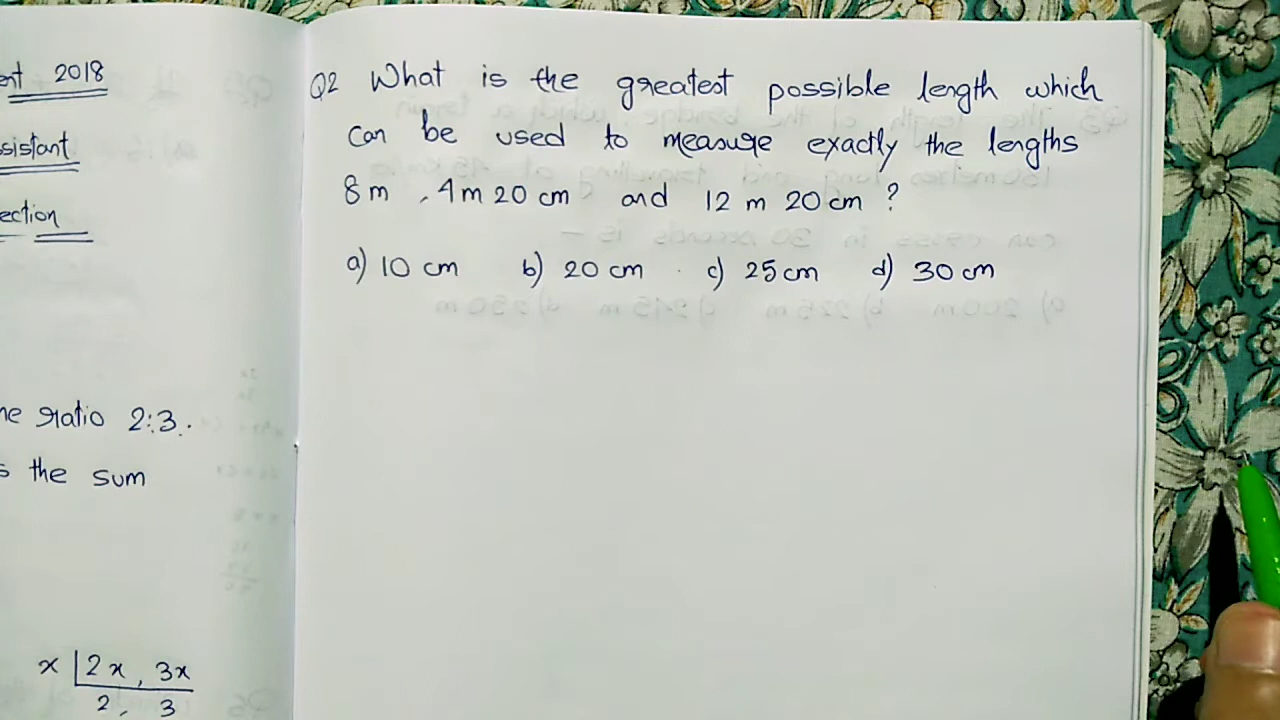 ent 2018
sistant
ection
he ratio 2:3.
s the sum
x | 2x, 3x
2, 3
Q2 What is the greatest possible length which
can be used to measure exactly the lengths
8 m , 4 m 20 cm and 12 m 20 cm ?
a) 10 cm b) 20 cm c) 25 cm d) 30 cm